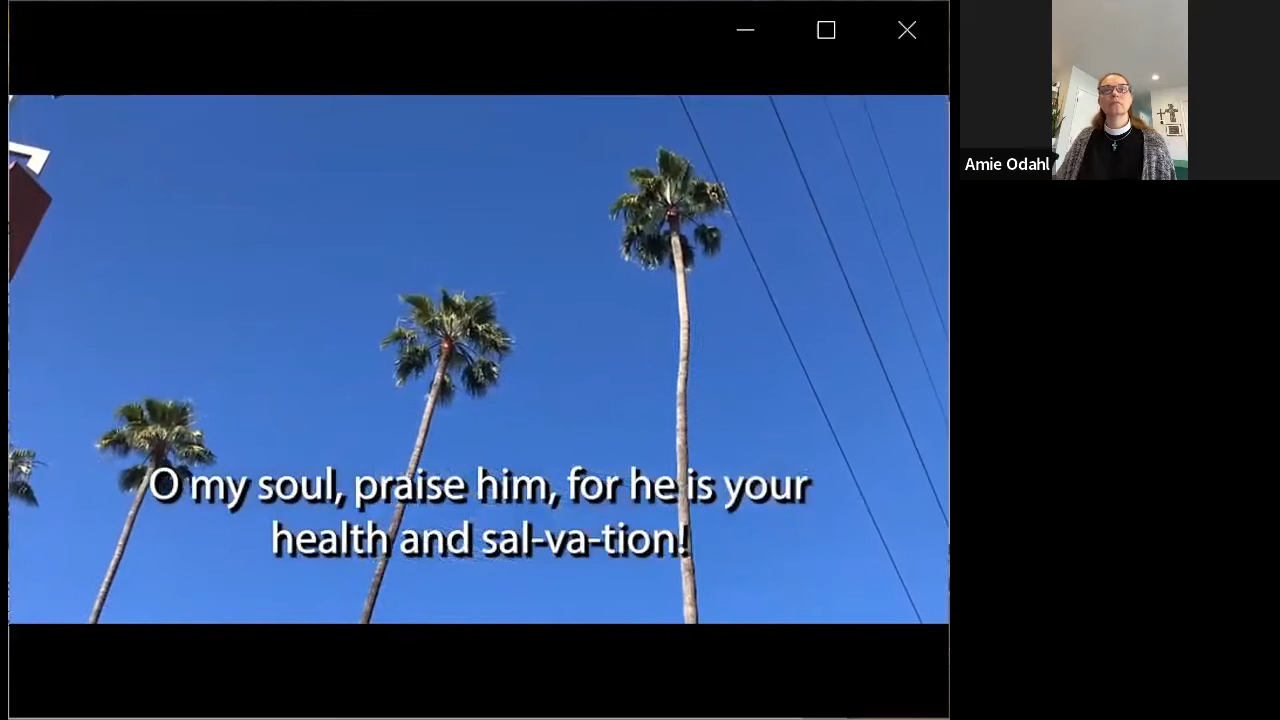 O my soul, praise him, for he is your
health and sal-va-tion!
Amie Odahl